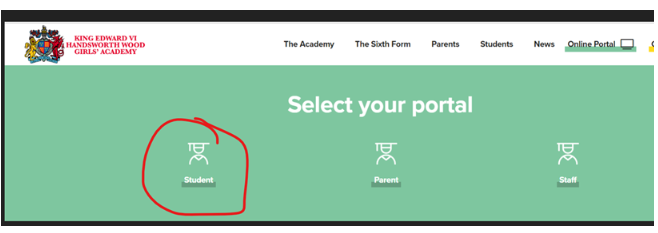 KING EDWARD VI
HANDSWORTH WOOD
GIRLS' ACADEMY
The Academy The Sixth Form Parents Students News Online Portal
Select your portal
Student Parent Staff